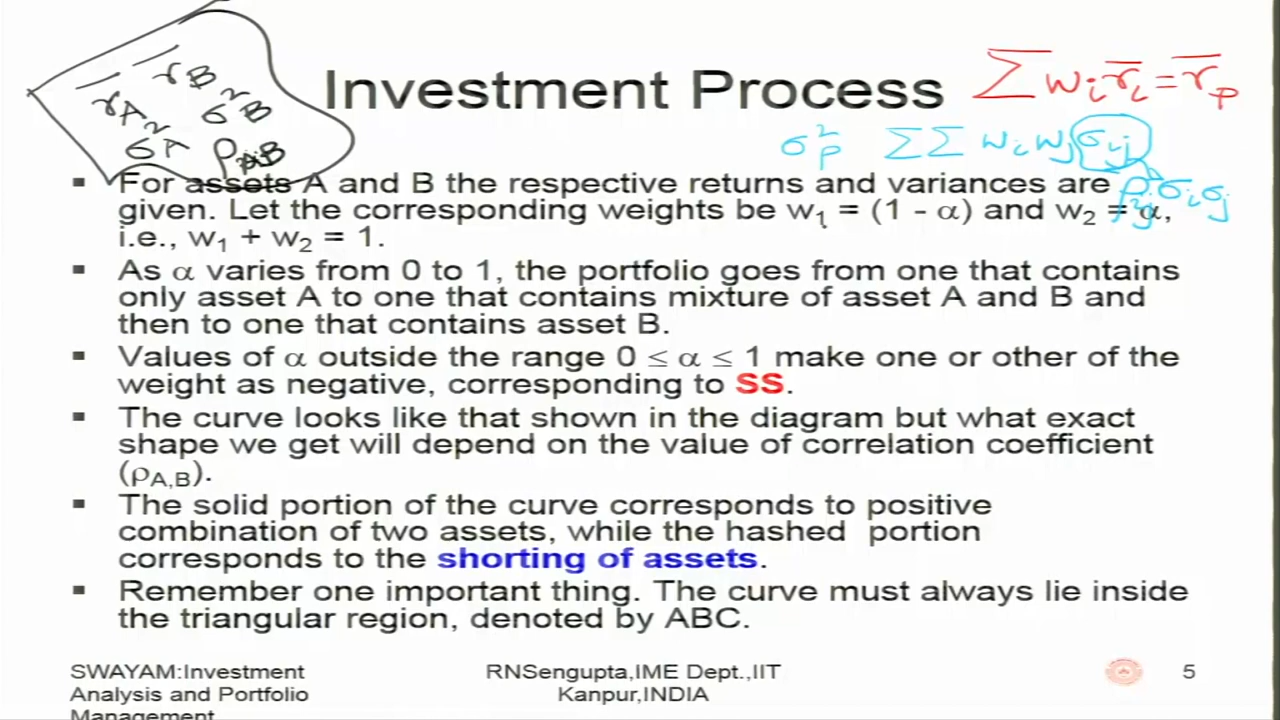 r̄A r̄B
σ²A σ²B
ρAB
Investment Process
Σ wi r̄i = r̄p
σ²p ΣΣ wi wj σij
ρij σi σj
▪ For assets A and B the respective returns and variances are
given. Let the corresponding weights be w₁ = (1 - α) and w₂ = α,
i.e., w₁ + w₂ = 1.
▪ As α varies from 0 to 1, the portfolio goes from one that contains
only asset A to one that contains mixture of asset A and B and
then to one that contains asset B.
▪ Values of α outside the range 0 ≤ α ≤ 1 make one or other of the
weight as negative, corresponding to SS.
▪ The curve looks like that shown in the diagram but what exact
shape we get will depend on the value of correlation coefficient
(ρA,B).
▪ The solid portion of the curve corresponds to positive
combination of two assets, while the hashed portion
corresponds to the shorting of assets.
▪ Remember one important thing. The curve must always lie inside
the triangular region, denoted by ABC.
SWAYAM:Investment
Analysis and Portfolio
Management
RNSengupta,IME Dept.,IIT
Kanpur,INDIA
5